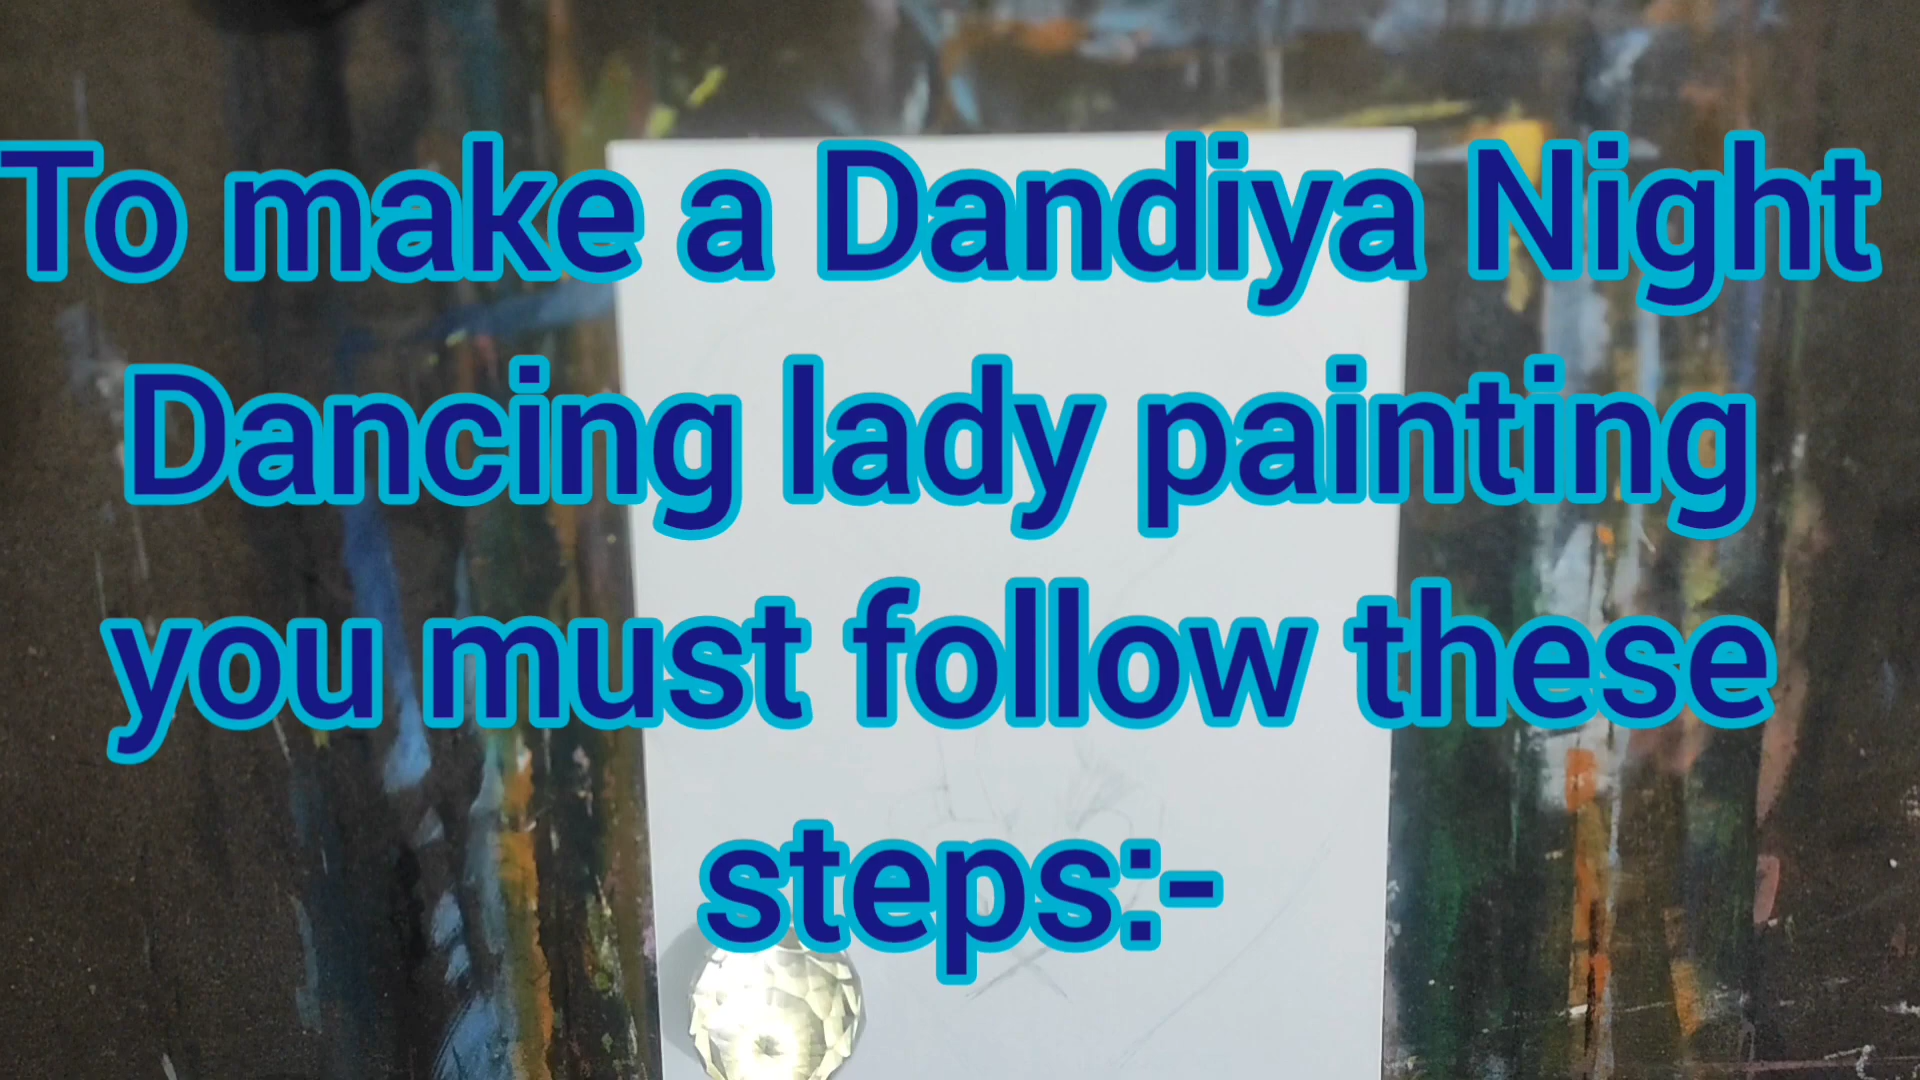 To make a Dandiya Night
Dancing lady painting
you must follow these
steps:-